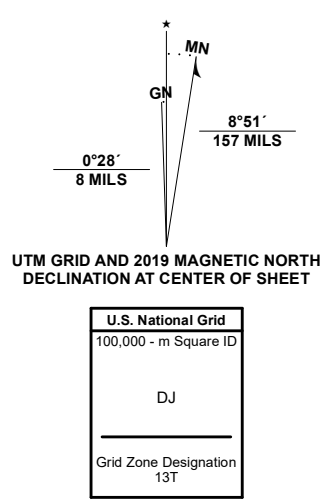 ★
MN
GN
8°51´
157 MILS
0°28´
8 MILS
UTM GRID AND 2019 MAGNETIC NORTH
DECLINATION AT CENTER OF SHEET
U.S. National Grid
100,000 - m Square ID
DJ
Grid Zone Designation
13T